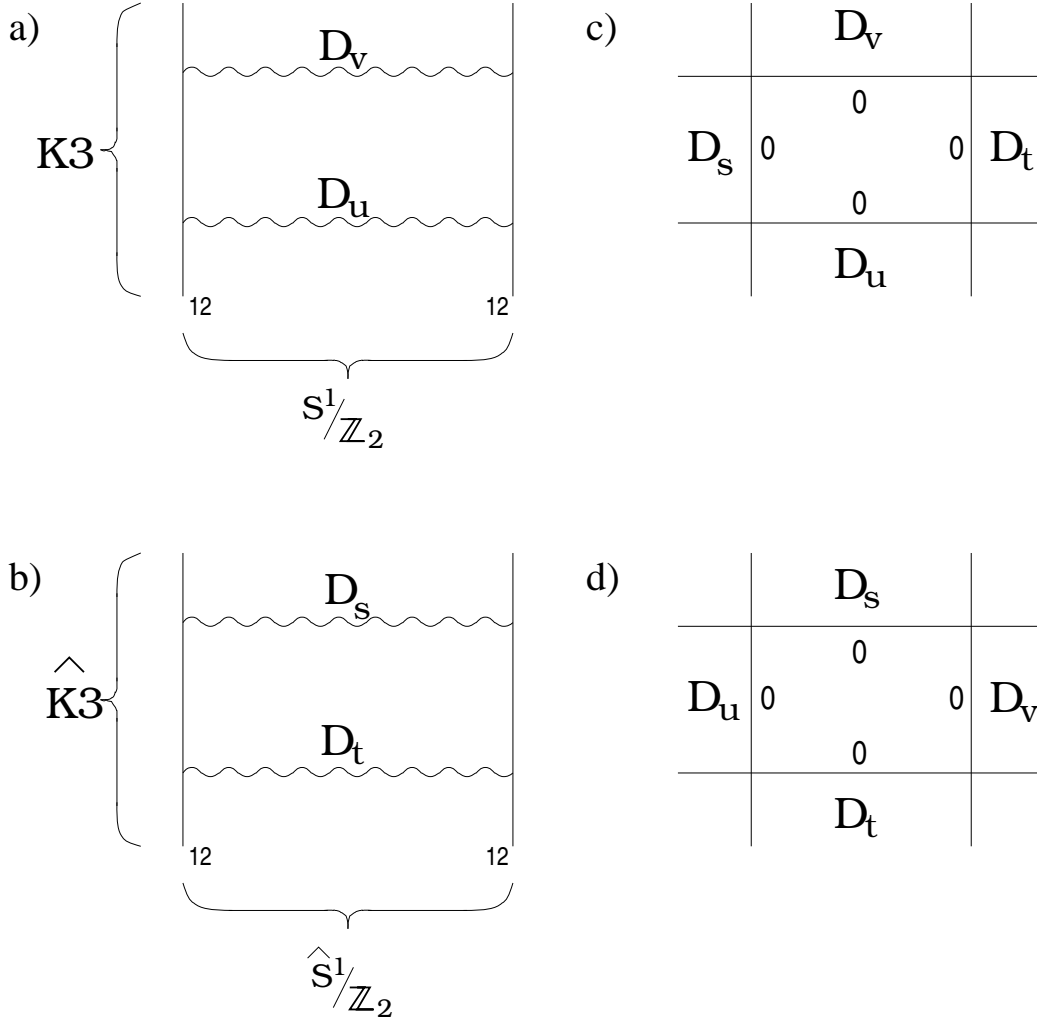 a)
D_v
K3
D_u
12 12
S^1/ℤ_2
b)
D_s
K̂3
D_t
12 12
Ŝ^1/ℤ_2
c)
D_v
0
D_s 0 0 D_t
0
D_u
d)
D_s
0
D_u 0 0 D_v
0
D_t